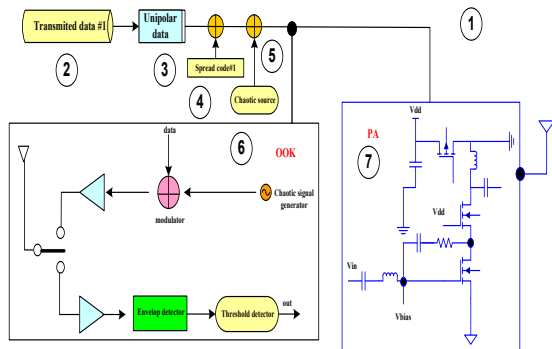 Transmited data #1
Unipolar
data
1
2
3
4
5
Spread code#1
Chaotic source
6
OOK
data
modulator
Chaotic signal
generator
Envelop detector
Threshold detector
out
PA
7
Vdd
Vdd
Vin
Vbias